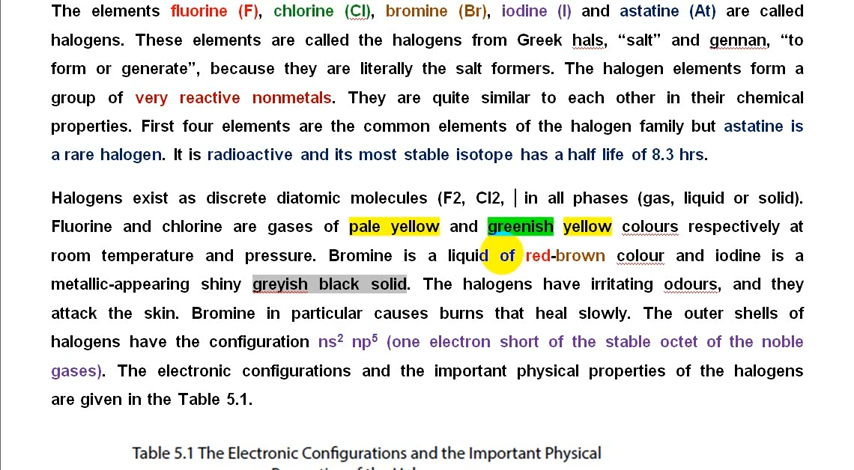 The elements fluorine (F), chlorine (Cl), bromine (Br), iodine (I) and astatine (At) are called
halogens. These elements are called the halogens from Greek hals, “salt” and gennan, “to
form or generate”, because they are literally the salt formers. The halogen elements form a
group of very reactive nonmetals. They are quite similar to each other in their chemical
properties. First four elements are the common elements of the halogen family but astatine is
a rare halogen. It is radioactive and its most stable isotope has a half life of 8.3 hrs.
Halogens exist as discrete diatomic molecules (F2, Cl2, in all phases (gas, liquid or solid).
Fluorine and chlorine are gases of pale yellow and greenish yellow colours respectively at
room temperature and pressure. Bromine is a liquid of red-brown colour and iodine is a
metallic-appearing shiny greyish black solid. The halogens have irritating odours, and they
attack the skin. Bromine in particular causes burns that heal slowly. The outer shells of
halogens have the configuration ns² np⁵ (one electron short of the stable octet of the noble
gases). The electronic configurations and the important physical properties of the halogens
are given in the Table 5.1.
Table 5.1 The Electronic Configurations and the Important Physical